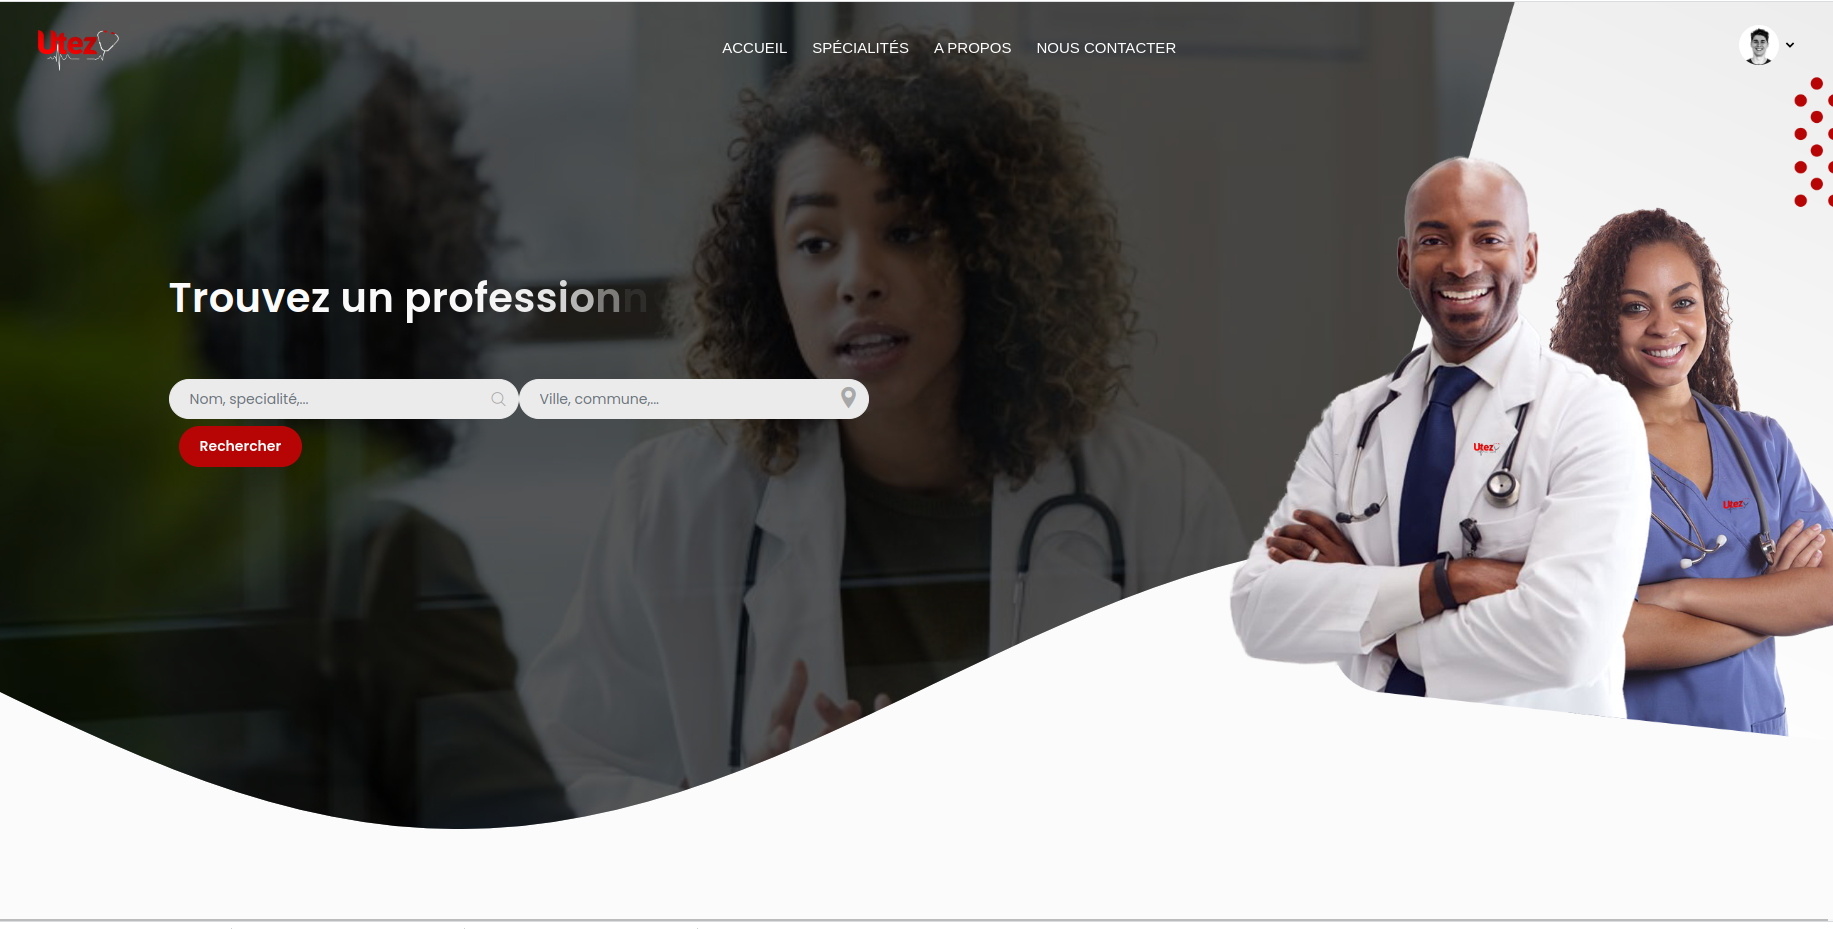 Utez
ACCUEIL SPÉCIALITÉS A PROPOS NOUS CONTACTER
Trouvez un professionn
Nom, specialité,...
Ville, commune,...
Rechercher
Utez
Utez